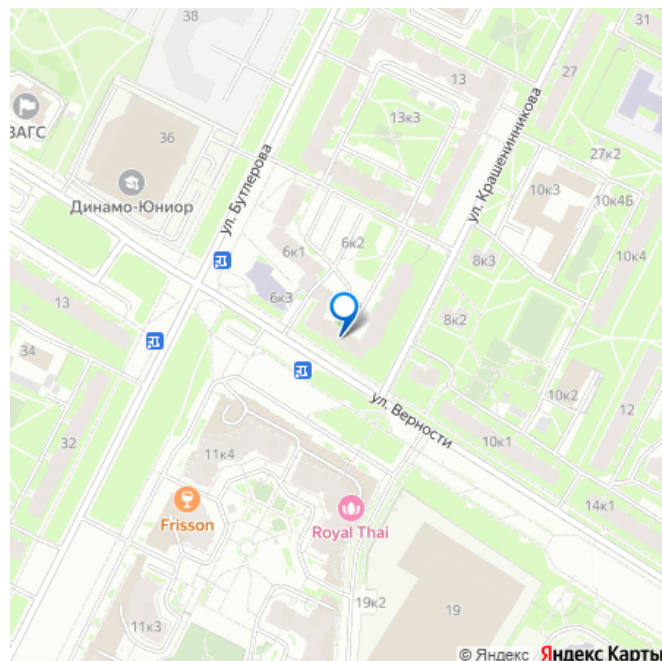 38
31
13
27
ЗАГС
36
13к3
ул. Крашенинникова
27к2
Динамо-Юниор
ул. Бутлерова
10к3
10к4Б
6к1
6к2
8к3
10к4
13
6к3
8к2
34
10к2
12
ул. Верности
32
11к4
10к1
14к1
Frisson
Royal Thai
19к2
19
11к3
© Яндекс Яндекс Карты